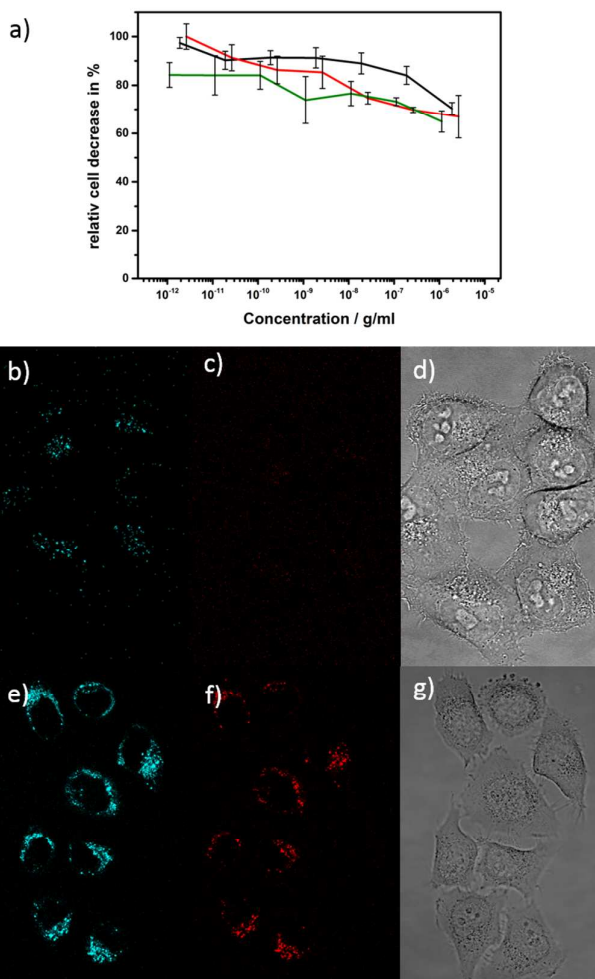 a)
relativ cell decrease in %
100
80
60
40
20
0
10-12 10-11 10-10 10-9 10-8 10-7 10-6 10-5
Concentration / g/ml
b) c) d)
e) f) g)